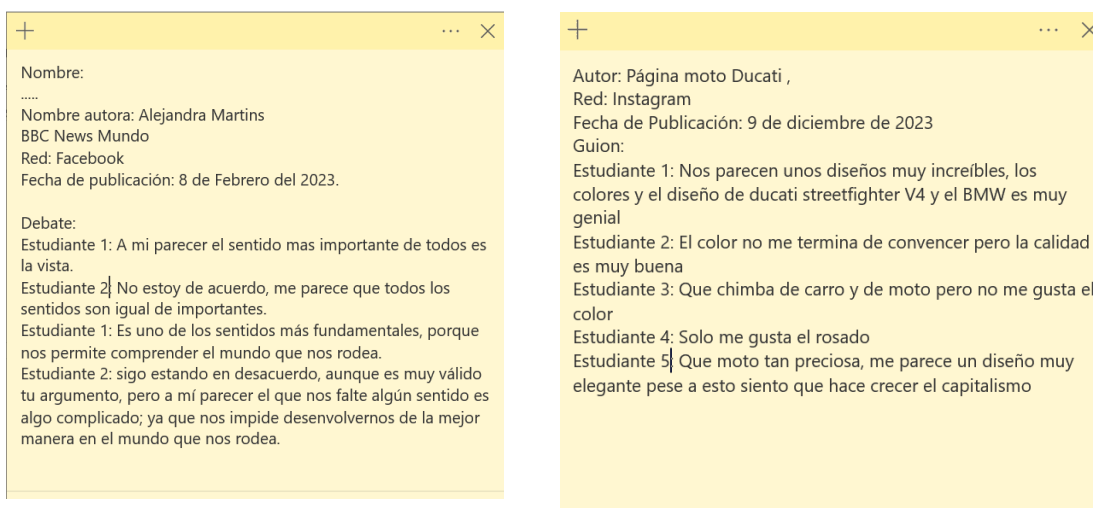 Nombre:
.....
Nombre autora: Alejandra Martins
BBC News Mundo
Red: Facebook
Fecha de publicación: 8 de Febrero del 2023.
Debate:
Estudiante 1: A mi parecer el sentido mas importante de todos es
la vista.
Estudiante 2: No estoy de acuerdo, me parece que todos los
sentidos son igual de importantes.
Estudiante 1: Es uno de los sentidos más fundamentales, porque
nos permite comprender el mundo que nos rodea.
Estudiante 2: sigo estando en desacuerdo, aunque es muy válido
tu argumento, pero a mí parecer el que nos falte algún sentido es
algo complicado; ya que nos impide desenvolvernos de la mejor
manera en el mundo que nos rodea.
Autor: Página moto Ducati ,
Red: Instagram
Fecha de Publicación: 9 de diciembre de 2023
Guion:
Estudiante 1: Nos parecen unos diseños muy increíbles, los
colores y el diseño de ducati streetfighter V4 y el BMW es muy
genial
Estudiante 2: El color no me termina de convencer pero la calidad
es muy buena
Estudiante 3: Que chimba de carro y de moto pero no me gusta el
color
Estudiante 4: Solo me gusta el rosado
Estudiante 5: Que moto tan preciosa, me parece un diseño muy
elegante pese a esto siento que hace crecer el capitalismo